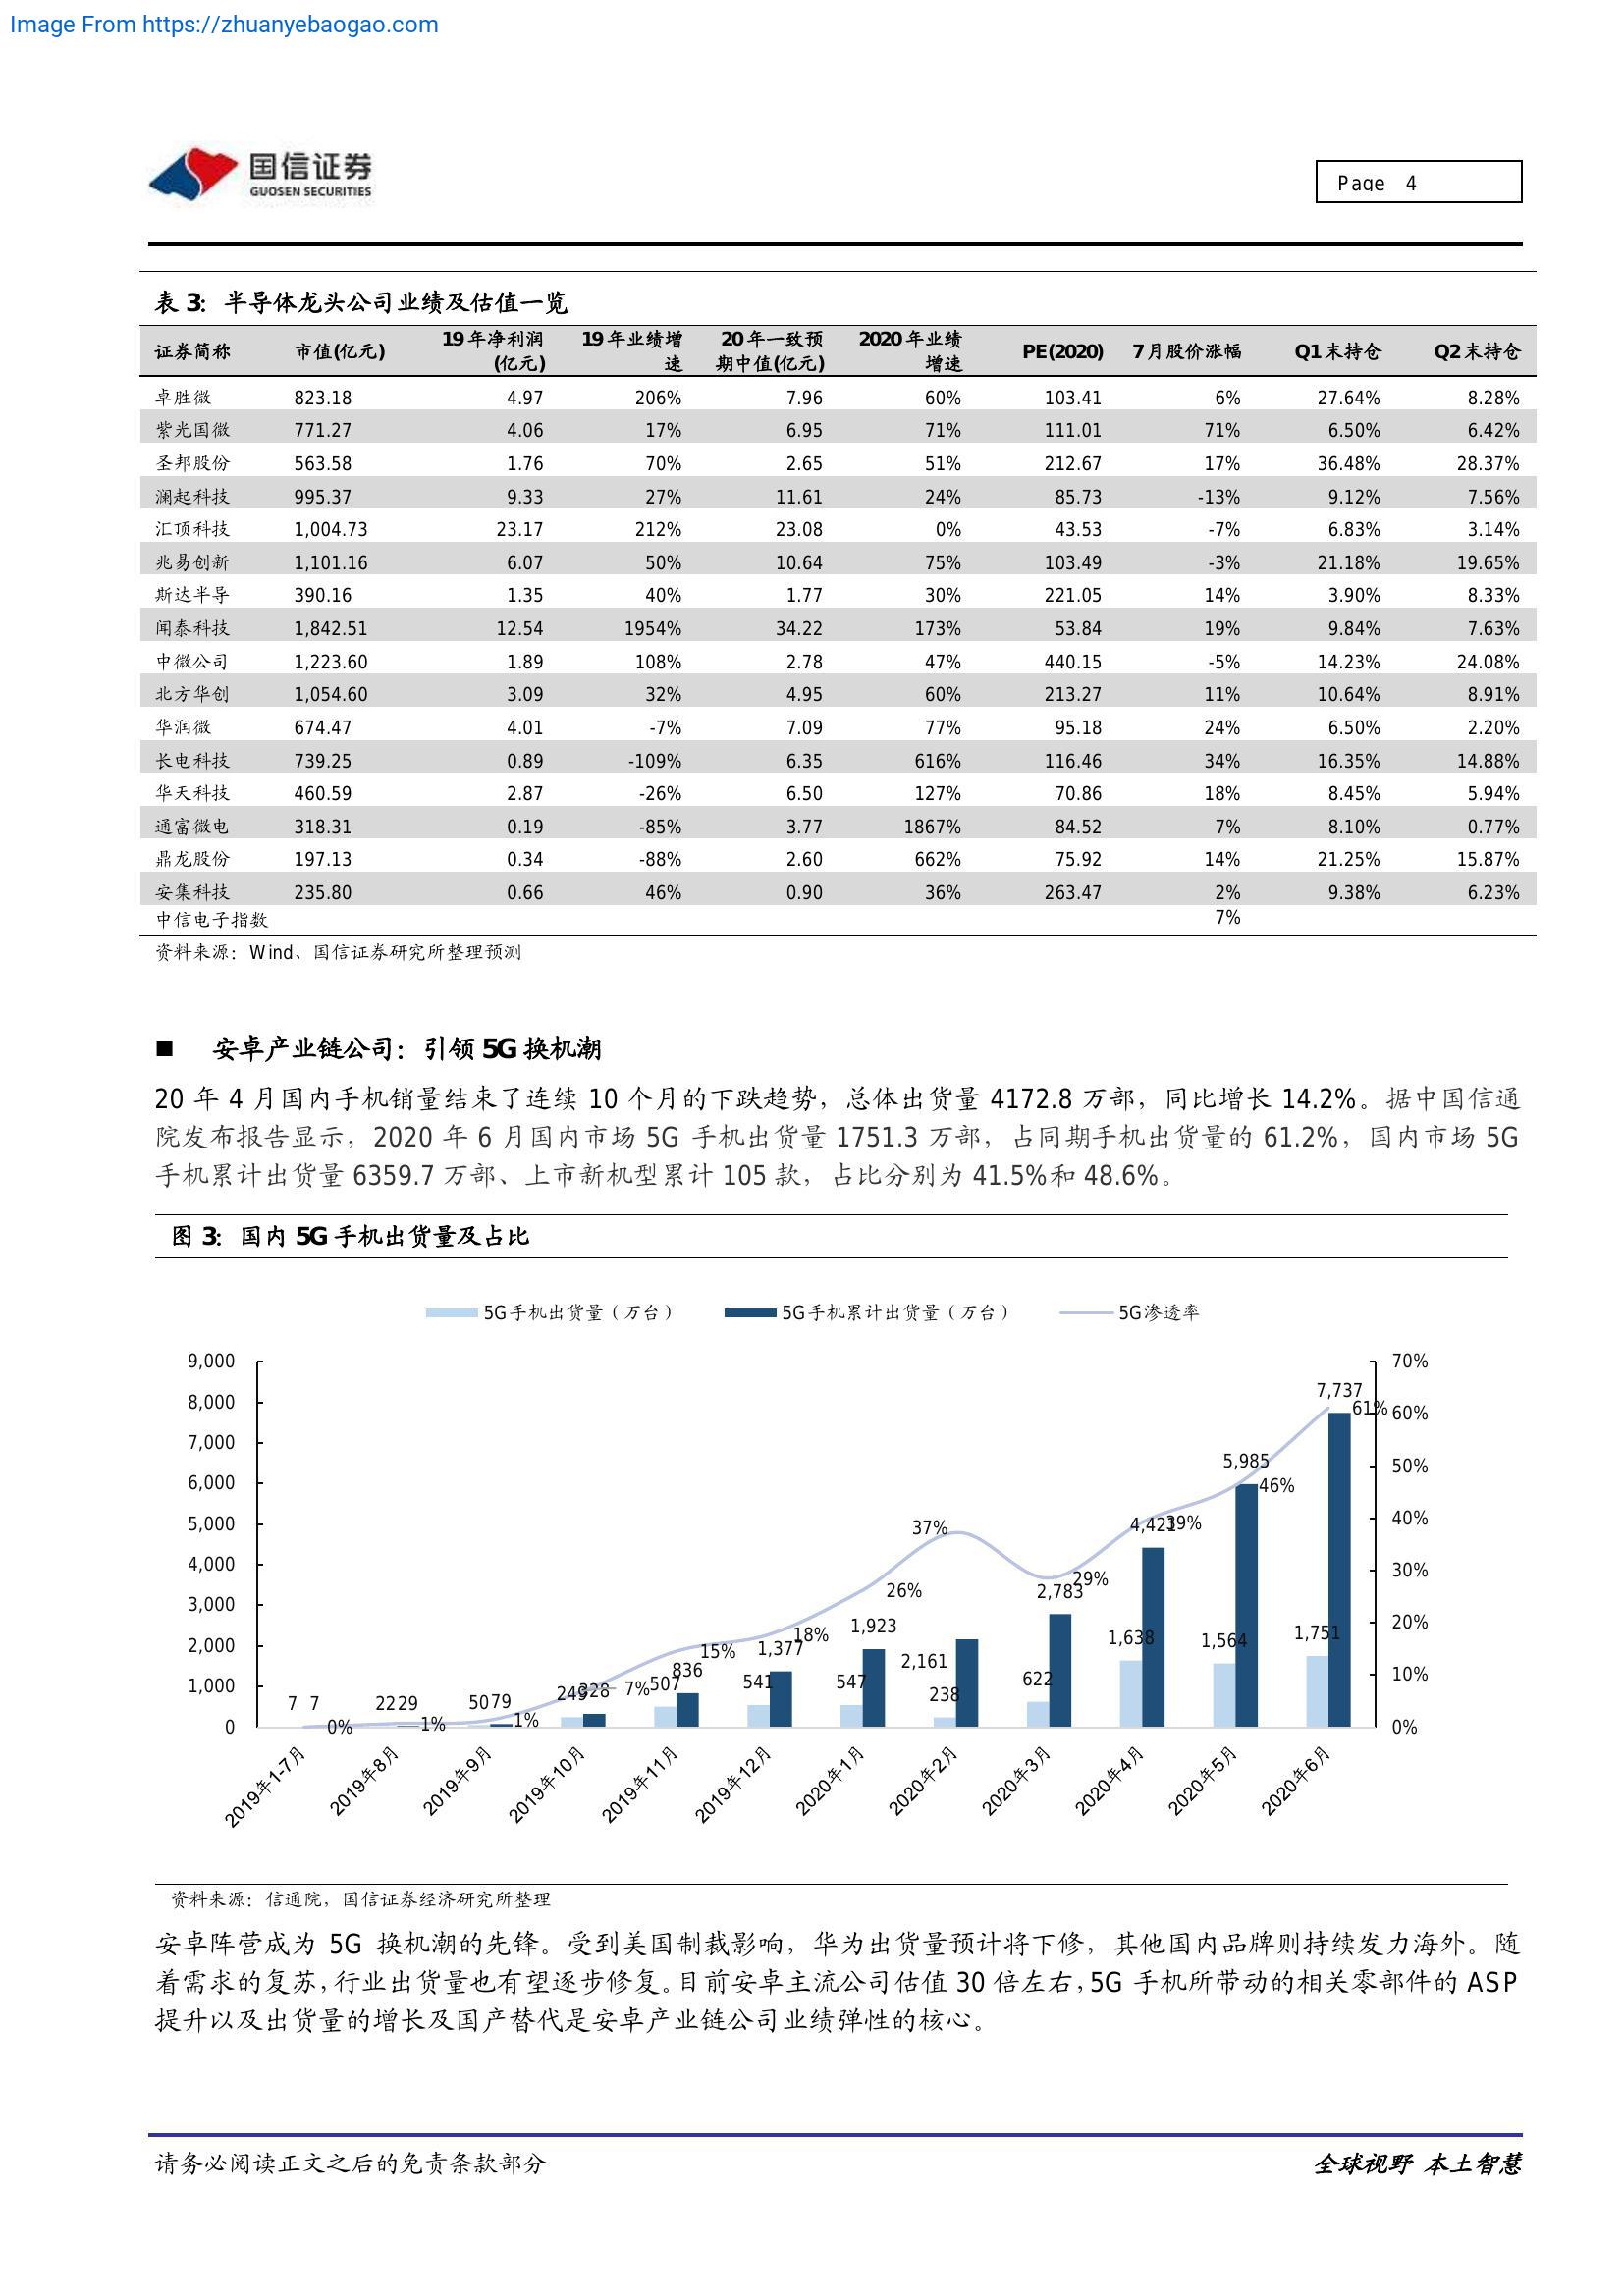 Image From https://zhuanyebaogao.com
国信证券
GUOSEN SECURITIES
Page 4
表 3：半导体龙头公司业绩及估值一览
证券简称 市值(亿元) 19 年净利润(亿元) 19 年业绩增速 20 年一致预期中值(亿元) 2020 年业绩增速 PE(2020) 7 月股价涨幅 Q1 末持仓 Q2 末持仓
卓胜微 823.18 4.97 206% 7.96 60% 103.41 6% 27.64% 8.28%
紫光国微 771.27 4.06 17% 6.95 71% 111.01 71% 6.50% 6.42%
圣邦股份 563.58 1.76 70% 2.65 51% 212.67 17% 36.48% 28.37%
澜起科技 995.37 9.33 27% 11.61 24% 85.73 -13% 9.12% 7.56%
汇顶科技 1,004.73 23.17 212% 23.08 0% 43.53 -7% 6.83% 3.14%
兆易创新 1,101.16 6.07 50% 10.64 75% 103.49 -3% 21.18% 19.65%
斯达半导 390.16 1.35 40% 1.77 30% 221.05 14% 3.90% 8.33%
闻泰科技 1,842.51 12.54 1954% 34.22 173% 53.84 19% 9.84% 7.63%
中微公司 1,223.60 1.89 108% 2.78 47% 440.15 -5% 14.23% 24.08%
北方华创 1,054.60 3.09 32% 4.95 60% 213.27 11% 10.64% 8.91%
华润微 674.47 4.01 -7% 7.09 77% 95.18 24% 6.50% 2.20%
长电科技 739.25 0.89 -109% 6.35 616% 116.46 34% 16.35% 14.88%
华天科技 460.59 2.87 -26% 6.50 127% 70.86 18% 8.45% 5.94%
通富微电 318.31 0.19 -85% 3.77 1867% 84.52 7% 8.10% 0.77%
鼎龙股份 197.13 0.34 -88% 2.60 662% 75.92 14% 21.25% 15.87%
安集科技 235.80 0.66 46% 0.90 36% 263.47 2% 9.38% 6.23%
中信电子指数 7%
资料来源：Wind、国信证券研究所整理预测
■ 安卓产业链公司：引领 5G 换机潮
20 年 4 月国内手机销量结束了连续 10 个月的下跌趋势，总体出货量 4172.8 万部，同比增长 14.2%。据中国信通
院发布报告显示，2020 年 6 月国内市场 5G 手机出货量 1751.3 万部，占同期手机出货量的 61.2%，国内市场 5G
手机累计出货量 6359.7 万部、上市新机型累计 105 款，占比分别为 41.5%和 48.6%。
图 3：国内 5G 手机出货量及占比
5G手机出货量（万台） 5G手机累计出货量（万台） 5G渗透率
9,000 70%
7,737
8,000 61% 60%
7,000
5,985 50%
6,000 46%
5,000 37% 4,421 39% 40%
4,000 26% 29% 30%
3,000 2,783
1,923 1,638 1,564 1,751 20%
2,000 15% 1,377 18% 2,161
1,000 249 328 7% 507 836 541 547 238 622 10%
7 7 22 29 50 79
0 0% 1% 1% 0%
2019年1-7月 2019年8月 2019年9月 2019年10月 2019年11月 2019年12月 2020年1月 2020年2月 2020年3月 2020年4月 2020年5月 2020年6月
资料来源：信通院，国信证券经济研究所整理
安卓阵营成为 5G 换机潮的先锋。受到美国制裁影响，华为出货量预计将下修，其他国内品牌则持续发力海外。随
着需求的复苏，行业出货量也有望逐步修复。目前安卓主流公司估值 30 倍左右，5G 手机所带动的相关零部件的 ASP
提升以及出货量的增长及国产替代是安卓产业链公司业绩弹性的核心。
请务必阅读正文之后的免责条款部分 全球视野 本土智慧